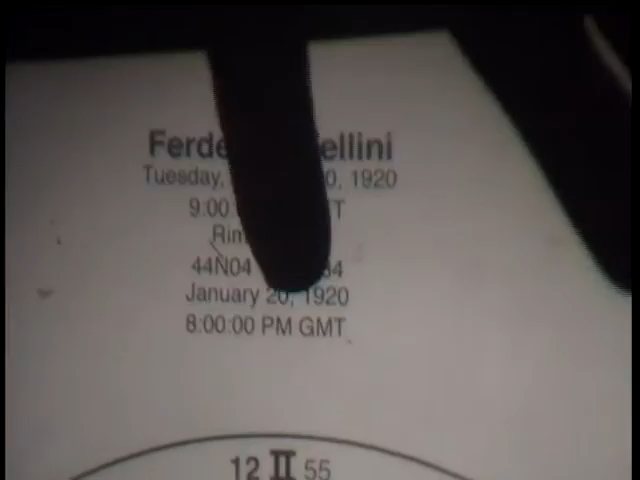 Ferde ellini
Tuesday, 0, 1920
9:00 T
Rim
44N04 34
January 20, 1920
8:00:00 PM GMT
12 II 55